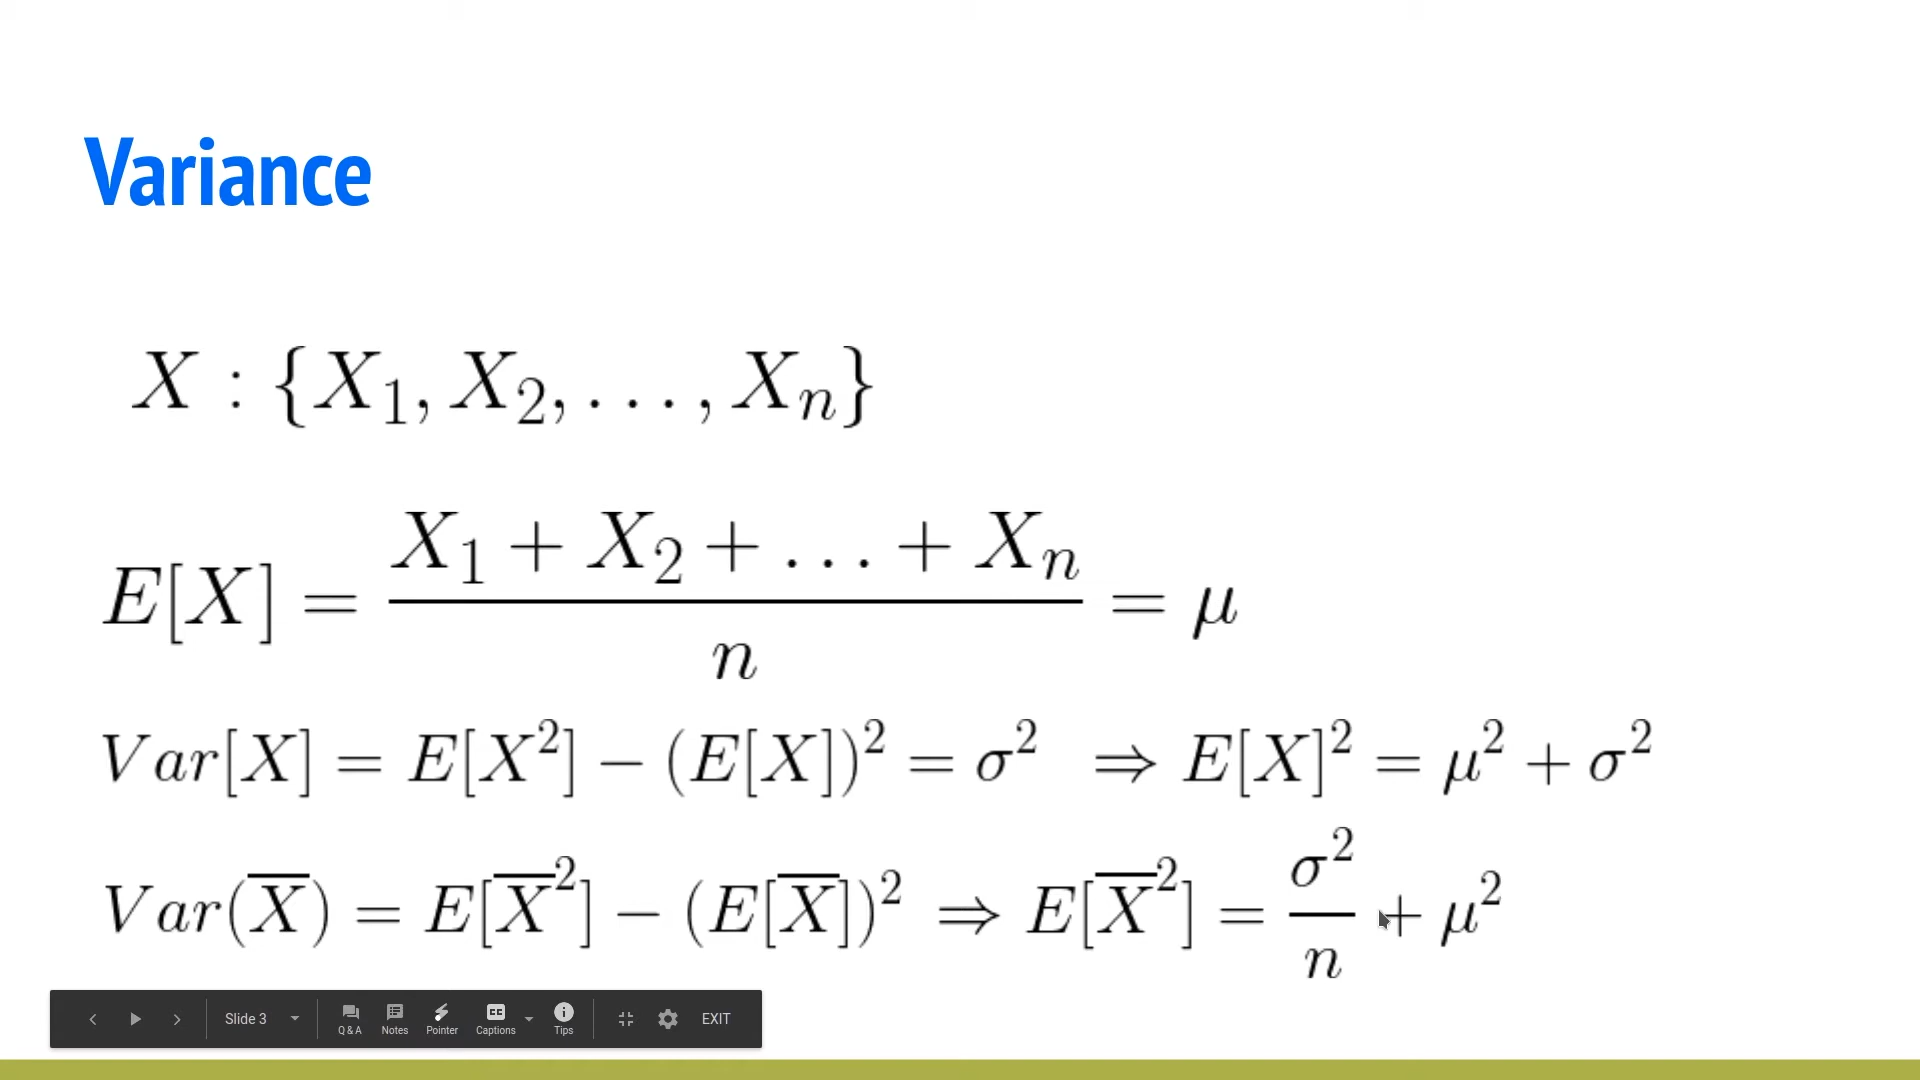 Variance
X : {X₁, X₂, . . . , Xₙ}
E[X] = (X₁ + X₂ + . . . + Xₙ) / n = μ
Var[X] = E[X²] − (E[X])² = σ² ⇒ E[X]² = μ² + σ²
Var(X̅) = E[X̅²] − (E[X̅])² ⇒ E[X̅²] = σ²/n + μ²
Slide 3
Q & A Notes Pointer CC Captions Tips EXIT